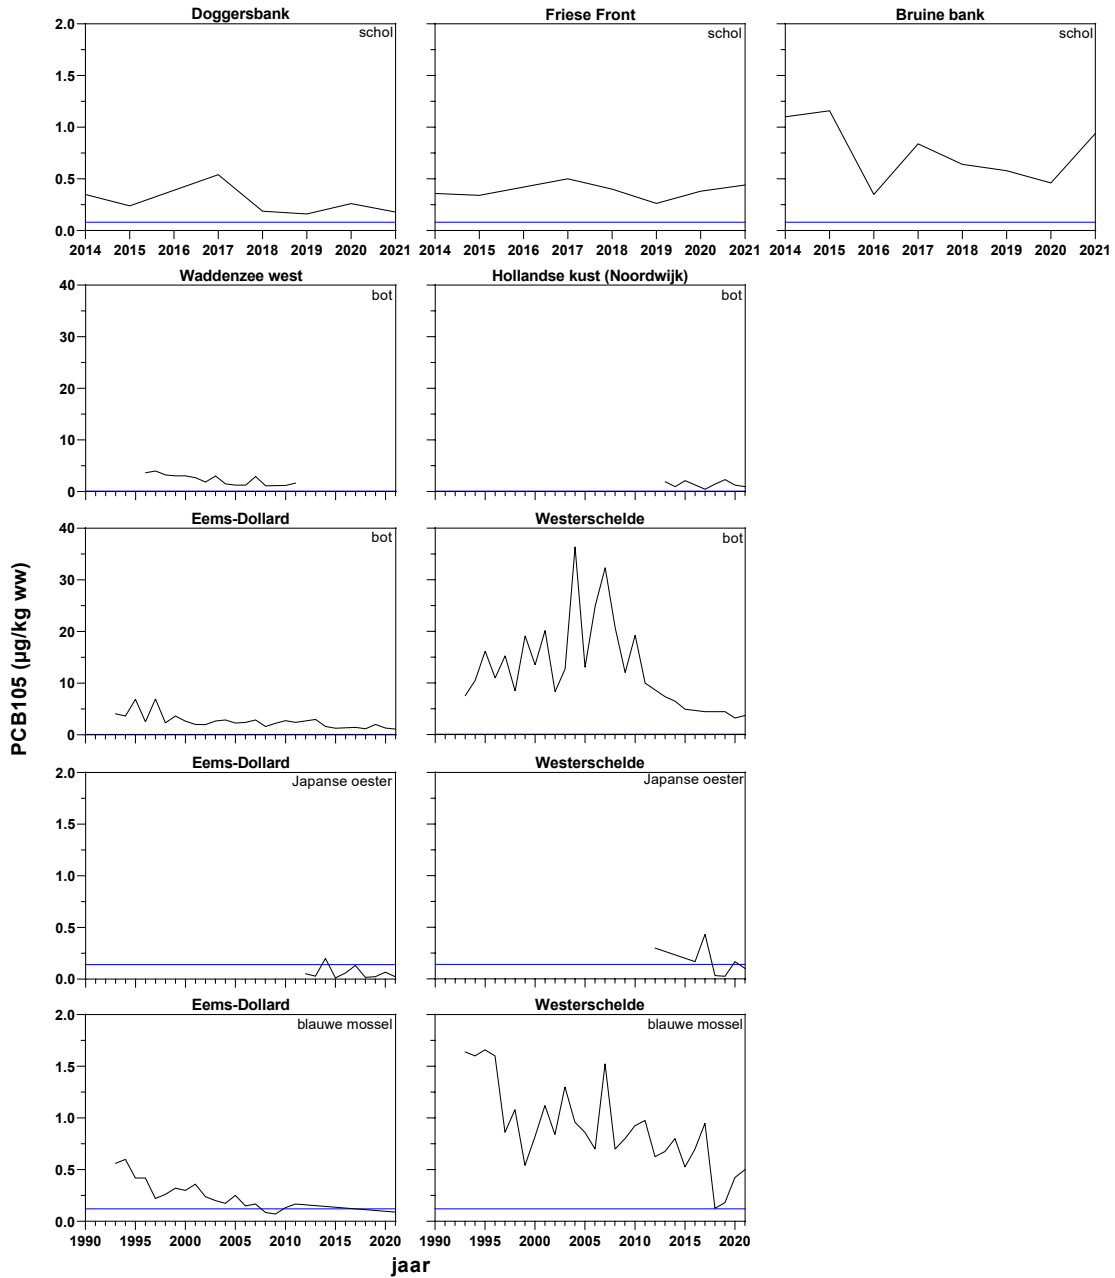 Doggersbank Friese Front Bruine bank
2.0 schol schol schol
1.5
1.0
0.5
0.0
2014 2015 2016 2017 2018 2019 2020 2021 2014 2015 2016 2017 2018 2019 2020 2021 2014 2015 2016 2017 2018 2019 2020 2021
Waddenzee west Hollandse kust (Noordwijk)
40 bot bot
30
20
10
0
Eems-Dollard Westerschelde
40 bot bot
30
20
10
0
PCB105 (µg/kg ww)
Eems-Dollard Westerschelde
2.0 Japanse oester Japanse oester
1.5
1.0
0.5
0.0
Eems-Dollard Westerschelde
2.0 blauwe mossel blauwe mossel
1.5
1.0
0.5
0.0
1990 1995 2000 2005 2010 2015 2020 1990 1995 2000 2005 2010 2015 2020
jaar